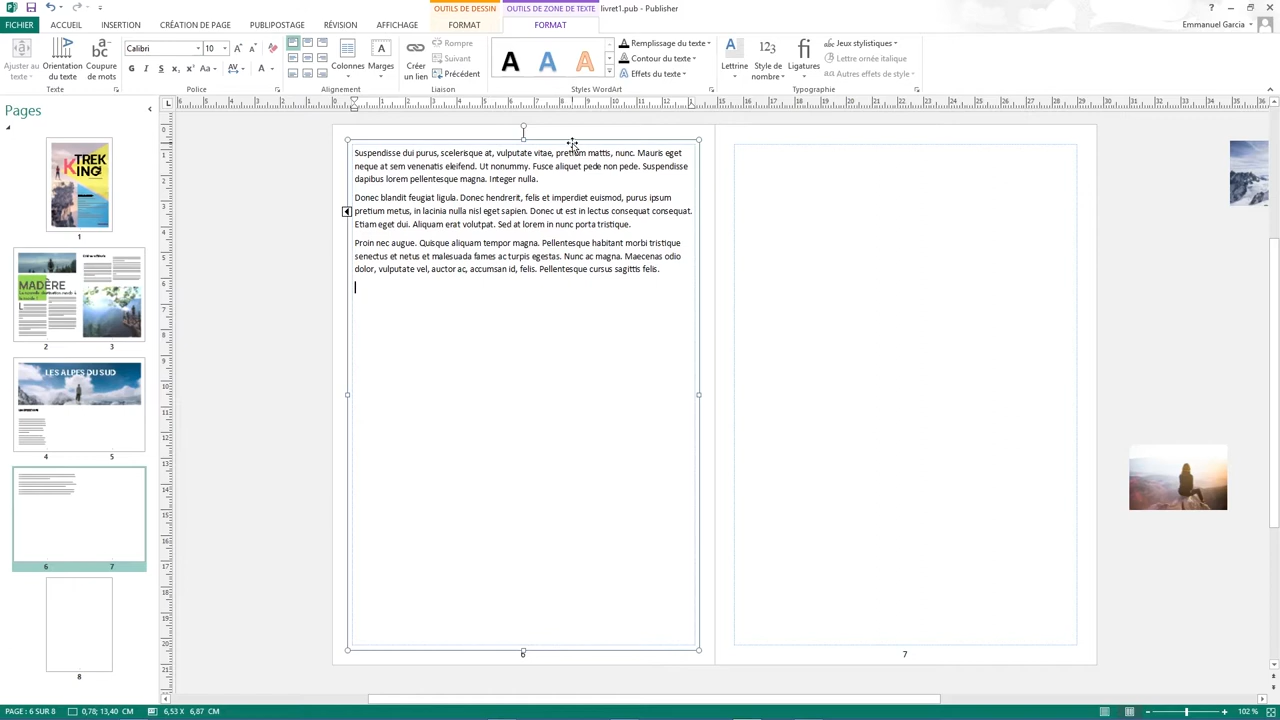 OUTILS DE DESSIN
OUTILS DE ZONE DE TEXTE
livret1.pub - Publisher
FICHIER
ACCUEIL
INSERTION
CRÉATION DE PAGE
PUBLIPOSTAGE
RÉVISION
AFFICHAGE
FORMAT
FORMAT
Emmanuel Garcia
Ajuster au texte
Orientation du texte
Coupure de mots
Texte
Calibri
10
G I S x₂ x² Aa AV A
Police
Alignement
Colonnes
Marges
Créer un lien
Rompre
Suivant
Précédent
Liaison
A A A
Remplissage du texte
Contour du texte
Effets du texte
Styles WordArt
Lettrine
Style de nombre
Ligatures
Jeux stylistiques
Lettre ornée italique
Autres effets de style
Typographie
Pages
TREK
KING
1
MADÈRE
2 3
LES ALPES DU SUD
4 5
6 7
8
Suspendisse dui purus, scelerisque at, vulputate vitae, pretium mattis, nunc. Mauris eget
neque at sem venenatis eleifend. Ut nonummy. Fusce aliquet pede non pede. Suspendisse
dapibus lorem pellentesque magna. Integer nulla.
Donec blandit feugiat ligula. Donec hendrerit, felis et imperdiet euismod, purus ipsum
pretium metus, in lacinia nulla nisl eget sapien. Donec ut est in lectus consequat consequat.
Etiam eget dui. Aliquam erat volutpat. Sed at lorem in nunc porta tristique.
Proin nec augue. Quisque aliquam tempor magna. Pellentesque habitant morbi tristique
senectus et netus et malesuada fames ac turpis egestas. Nunc ac magna. Maecenas odio
dolor, vulputate vel, auctor ac, accumsan id, felis. Pellentesque cursus sagittis felis.
6
7
PAGE : 6 SUR 8
0,78; 13,40 CM
6,53 X 6,87 CM
102 %